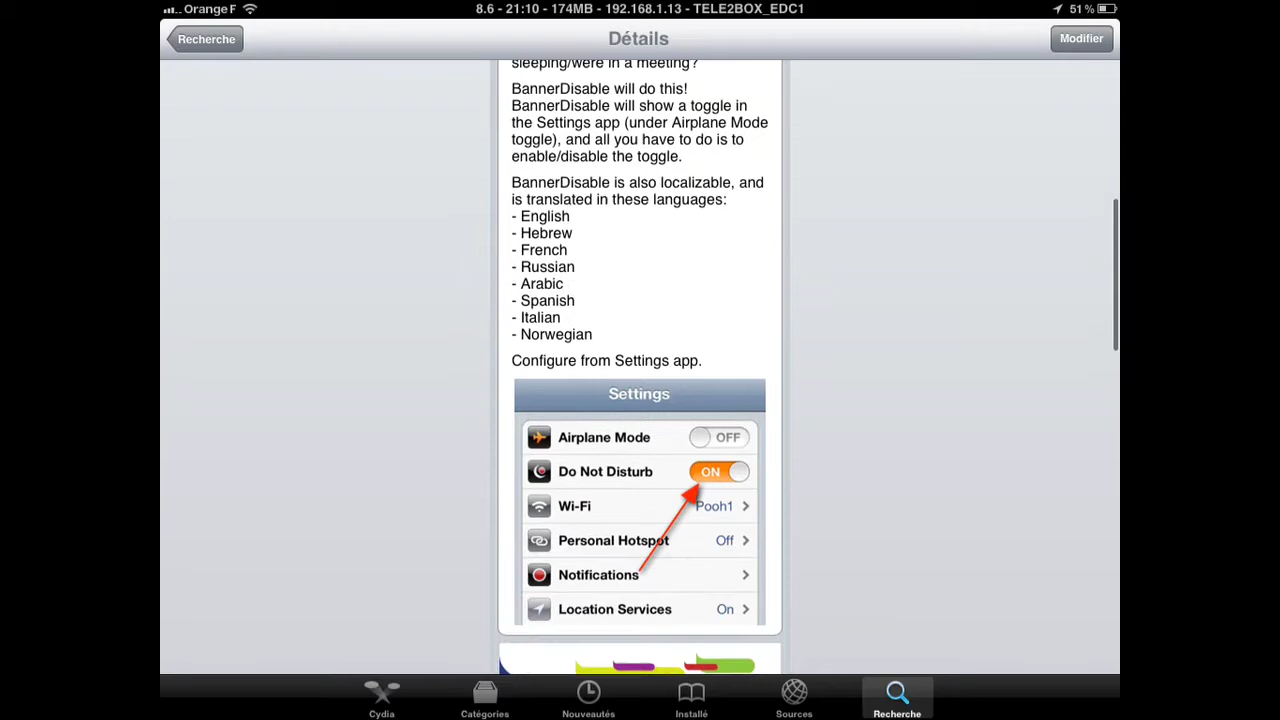 Orange F
8.6 - 21:10 - 174MB - 192.168.1.13 - TELE2BOX_EDC1
51 %
Recherche
Détails
Modifier
sleeping/were in a meeting?
BannerDisable will do this!
BannerDisable will show a toggle in
the Settings app (under Airplane Mode
toggle), and all you have to do is to
enable/disable the toggle.
BannerDisable is also localizable, and
is translated in these languages:
- English
- Hebrew
- French
- Russian
- Arabic
- Spanish
- Italian
- Norwegian
Configure from Settings app.
Settings
Airplane Mode OFF
Do Not Disturb ON
Wi-Fi Pooh1
Personal Hotspot Off
Notifications
Location Services On
Cydia
Catégories
Nouveautés
Installé
Sources
Recherche